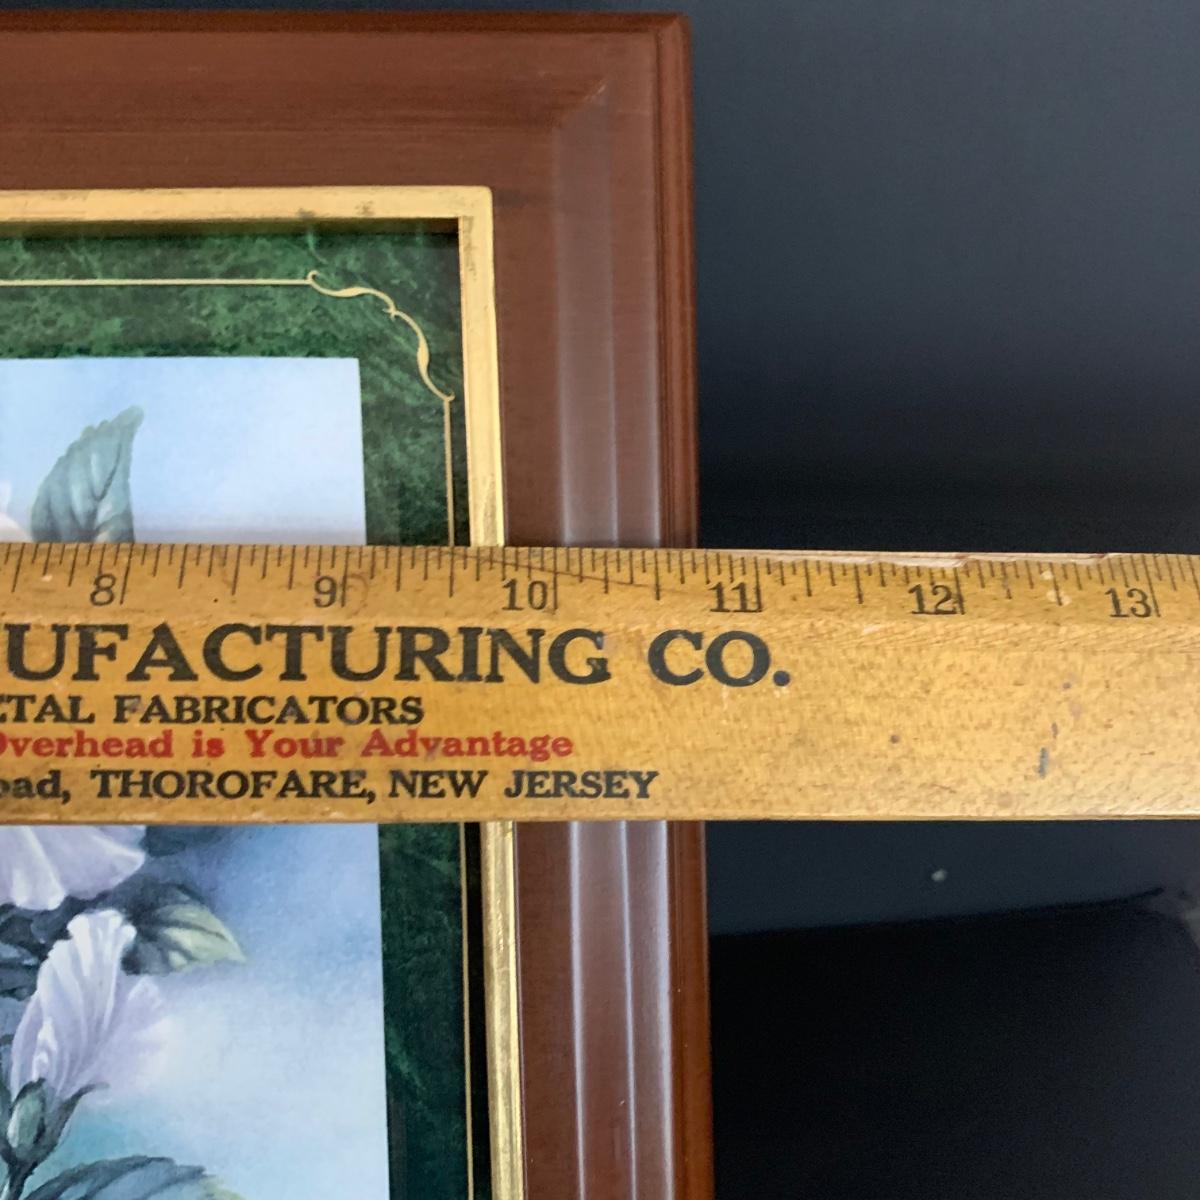 8 9 10 11 12 13
UFACTURING CO.
ETAL FABRICATORS
Overhead is Your Advantage
oad, THOROFARE, NEW JERSEY